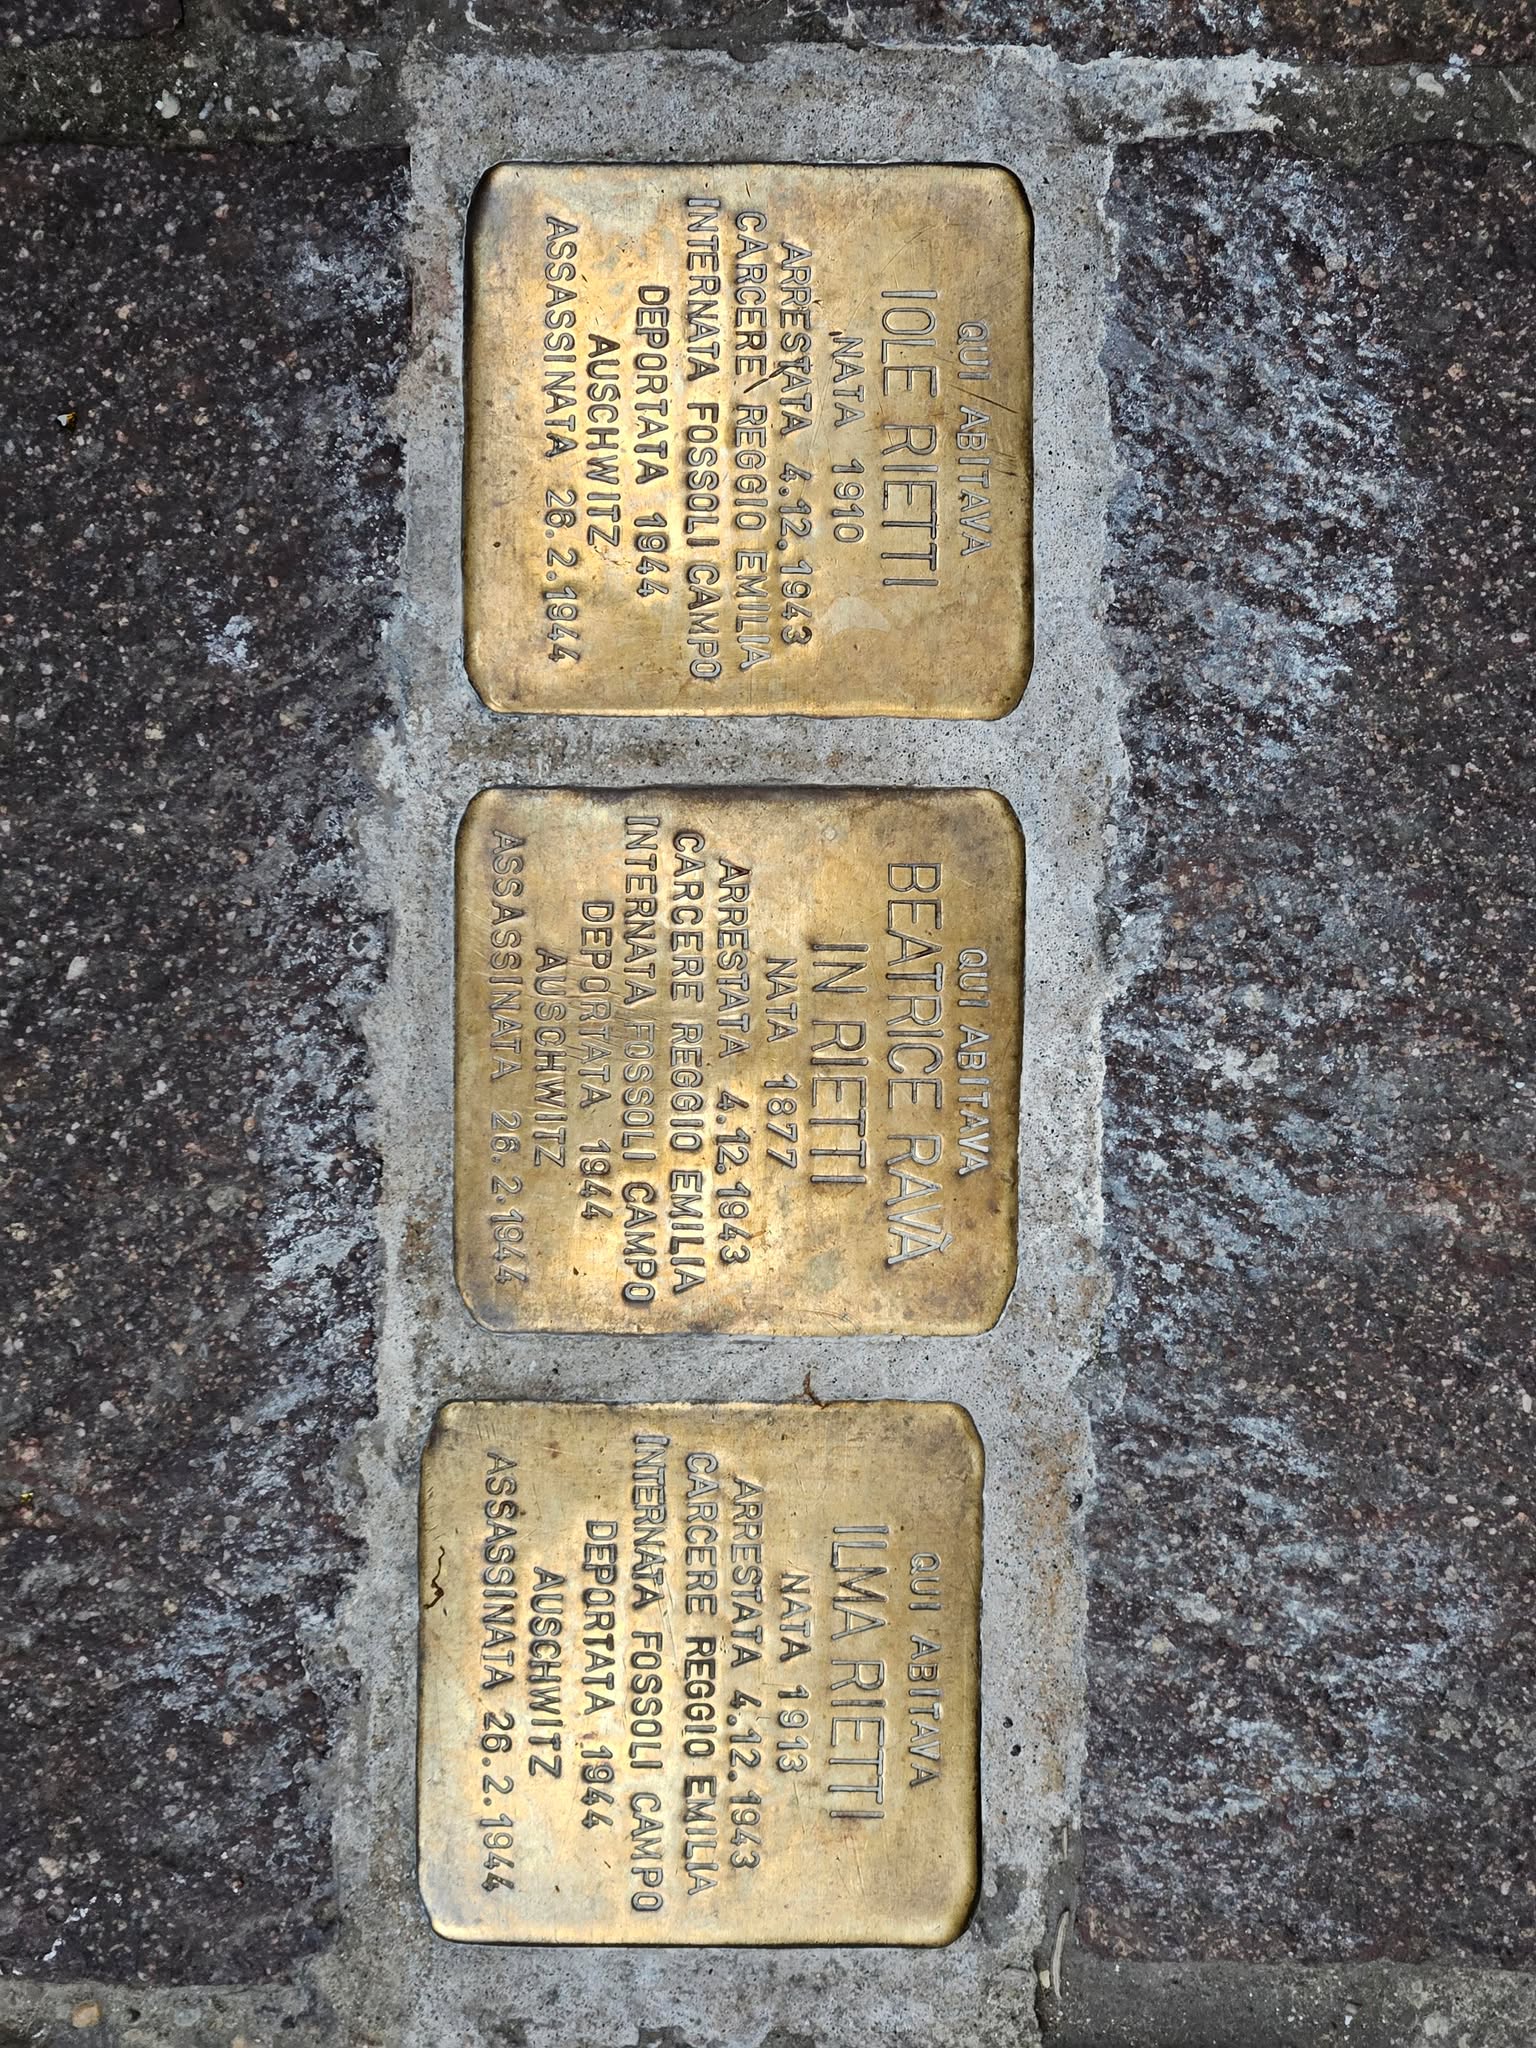 QUI ABITAVA
IOLE RIETTI
NATA 1910
ARRESTATA 4.12.1943
CARCERE REGGIO EMILIA
INTERNATA FOSSOLI CAMPO
DEPORTATA 1944
AUSCHWITZ
ASSASSINATA 26.2.1944
QUI ABITAVA
BEATRICE RAVÀ
IN RIETTI
NATA 1877
ARRESTATA 4.12.1943
CARCERE REGGIO EMILIA
INTERNATA FOSSOLI CAMPO
DEPORTATA 1944
AUSCHWITZ
ASSASSINATA 26.2.1944
QUI ABITAVA
ILMA RIETTI
NATA 1913
ARRESTATA 4.12.1943
CARCERE REGGIO EMILIA
INTERNATA FOSSOLI CAMPO
DEPORTATA 1944
AUSCHWITZ
ASSASSINATA 26.2.1944